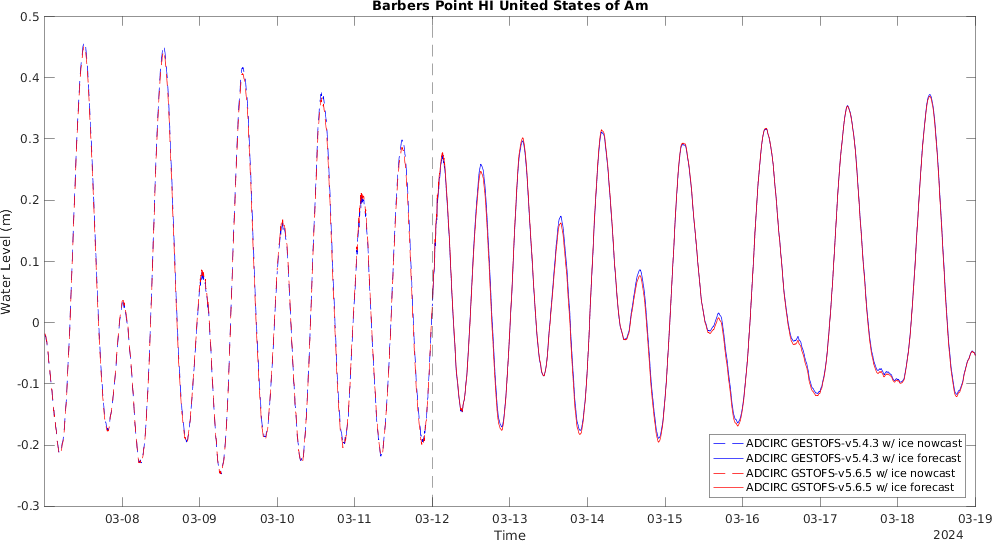 Barbers Point HI United States of Am
0.5
0.4
0.3
0.2
0.1
0
-0.1
-0.2
-0.3
Water Level (m)
03-08 03-09 03-10 03-11 03-12 03-13 03-14 03-15 03-16 03-17 03-18 03-19
Time
2024
ADCIRC GESTOFS-v5.4.3 w/ ice nowcast
ADCIRC GESTOFS-v5.4.3 w/ ice forecast
ADCIRC GSTOFS-v5.6.5 w/ ice nowcast
ADCIRC GSTOFS-v5.6.5 w/ ice forecast